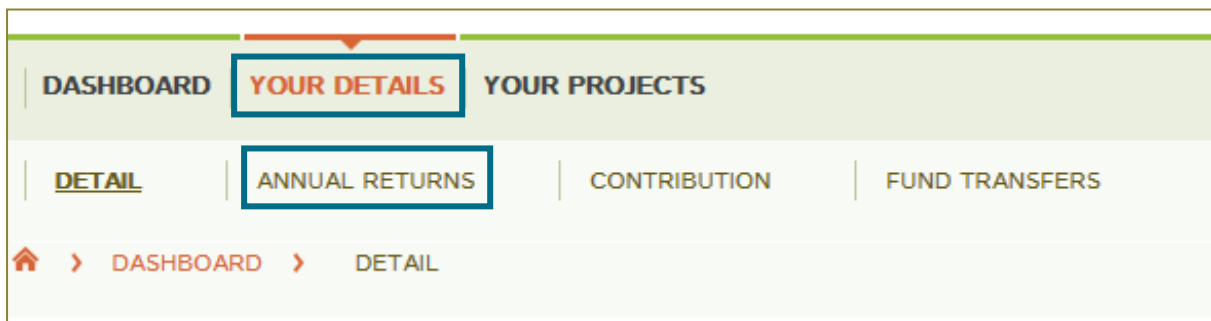 DASHBOARD YOUR DETAILS YOUR PROJECTS
DETAIL ANNUAL RETURNS CONTRIBUTION FUND TRANSFERS
DASHBOARD DETAIL